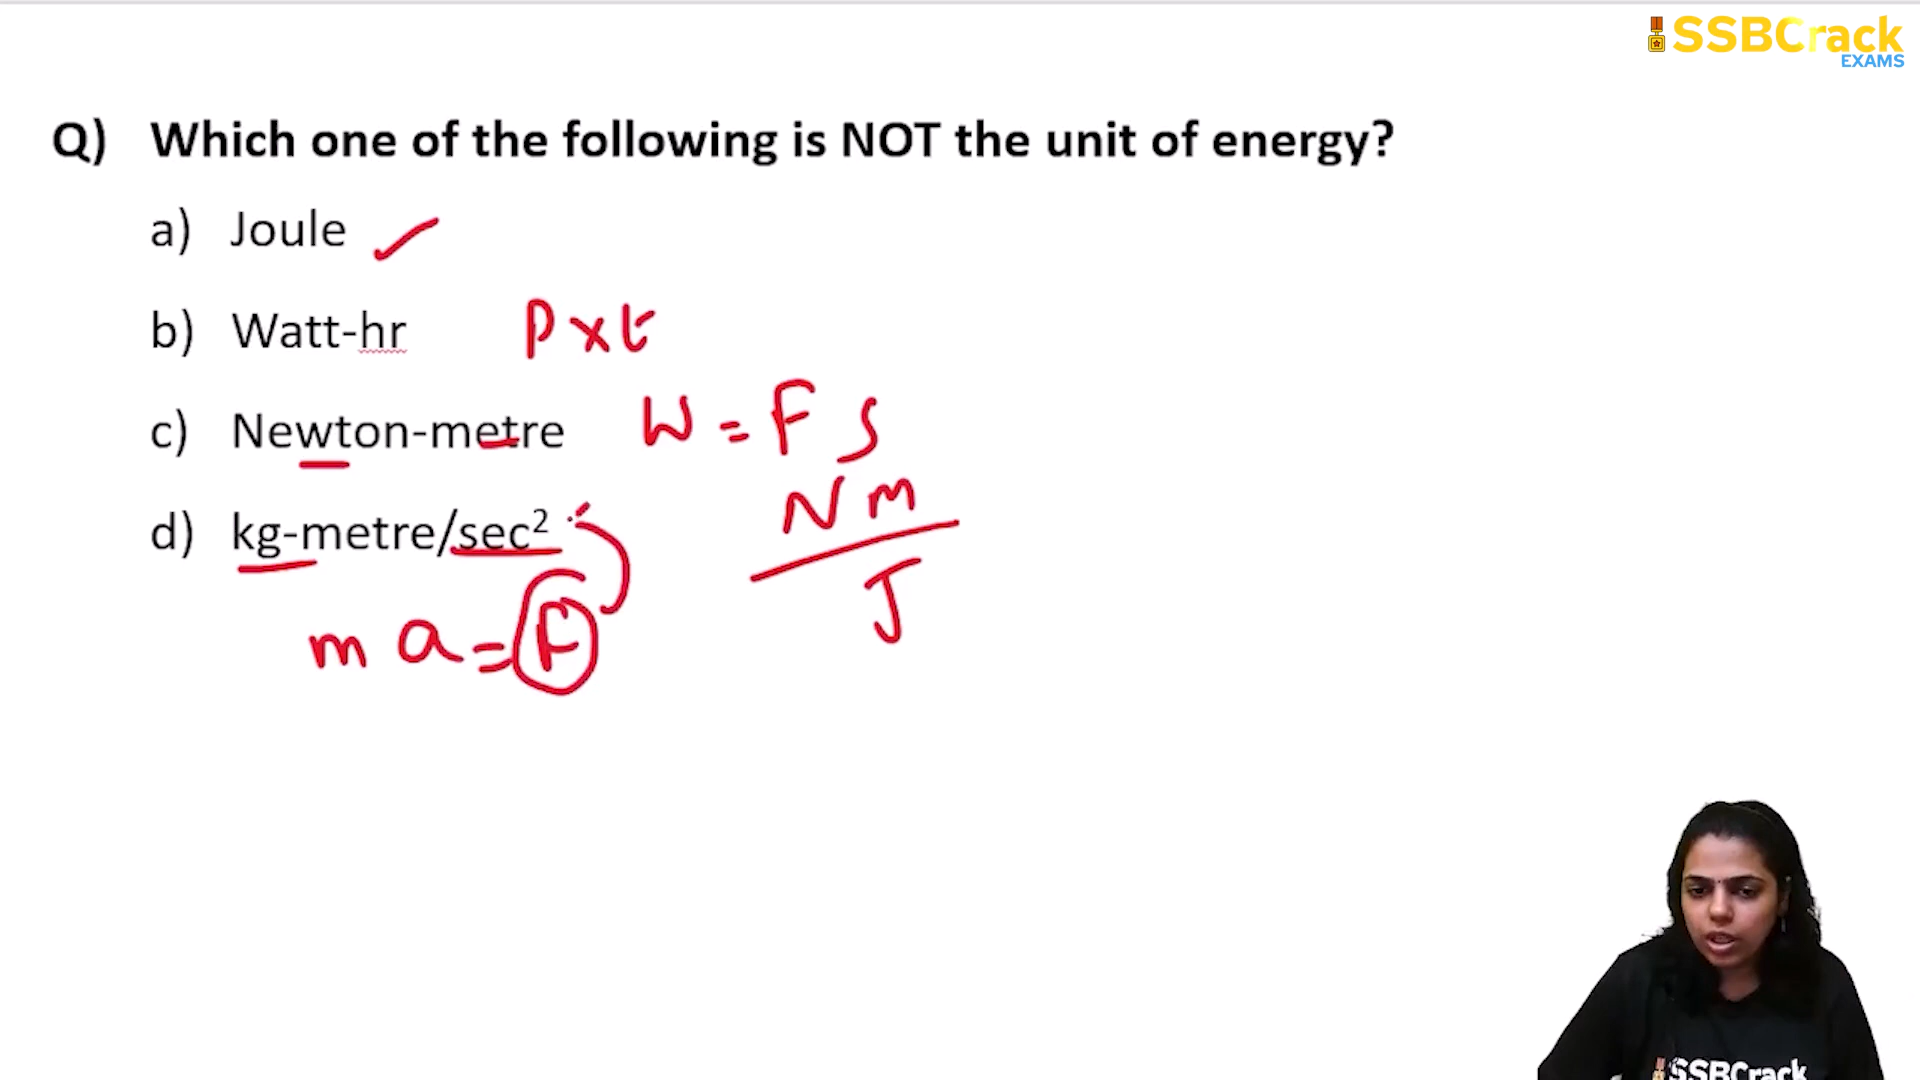 SSBCrack
EXAMS
Q) Which one of the following is NOT the unit of energy?
a) Joule
b) Watt-hr P x t
c) Newton-metre W = F S
N m
d) kg-metre/sec²
J
m a = F
SSBCrack